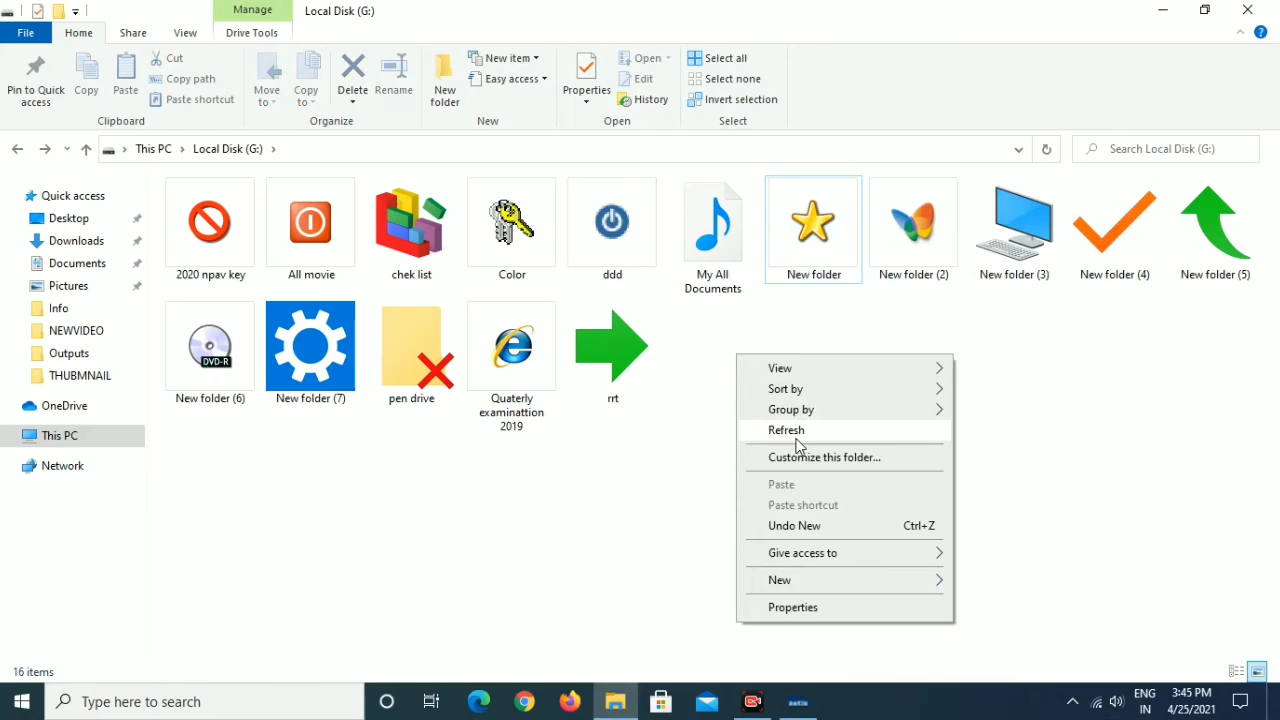 Manage
Local Disk (G:)
File
Home
Share
View
Drive Tools
Pin to Quick
access
Copy
Paste
Cut
Copy path
Paste shortcut
Clipboard
Move
to
Copy
to
Delete
Rename
Organize
New
folder
New item
Easy access
New
Properties
Open
Edit
History
Open
Select all
Select none
Invert selection
Select
This PC
Local Disk (G:)
Search Local Disk (G:)
Quick access
Desktop
Downloads
Documents
Pictures
Info
NEWVIDEO
Outputs
THUBMNAIL
OneDrive
This PC
Network
2020 npav key
All movie
chek list
Color
ddd
My All
Documents
New folder
New folder (2)
New folder (3)
New folder (4)
New folder (5)
DVD-R
New folder (6)
New folder (7)
pen drive
Quaterly
examinattion
2019
rrt
View
Sort by
Group by
Refresh
Customize this folder...
Paste
Paste shortcut
Undo New Ctrl+Z
Give access to
New
Properties
16 items
Type here to search
ENG
IN
3:45 PM
4/25/2021